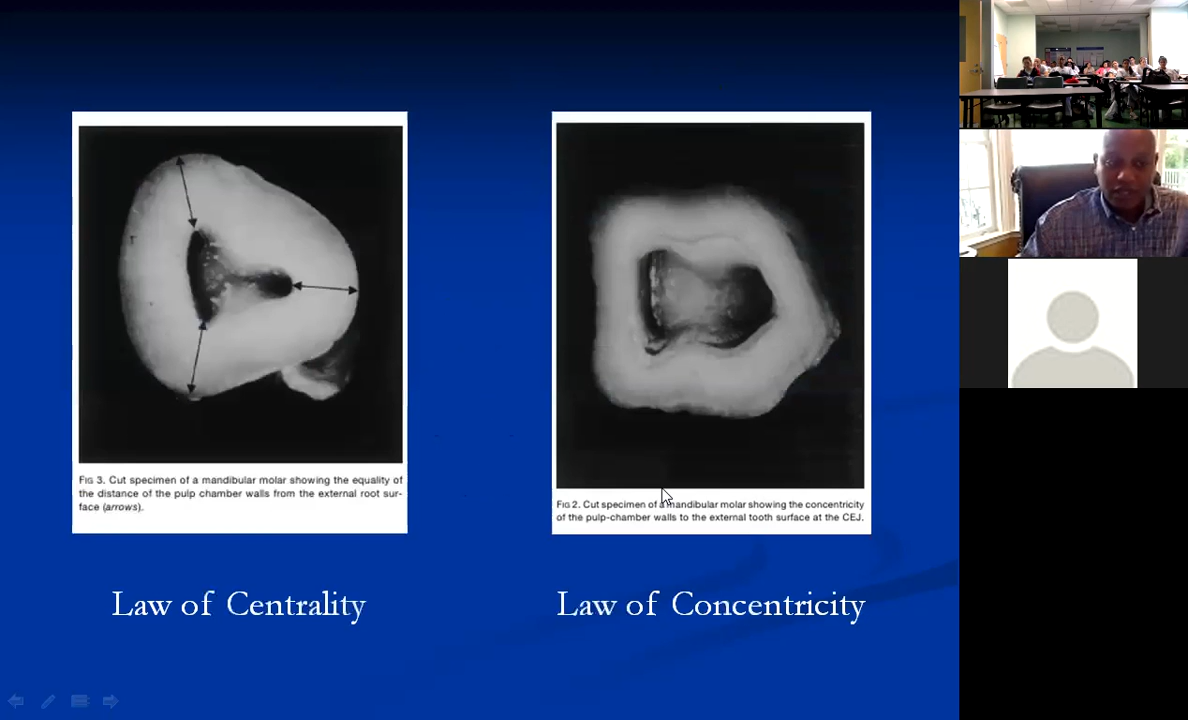 FIG 3. Cut specimen of a mandibular molar showing the equality of
the distance of the pulp chamber walls from the external root sur-
face (arrows).
FIG 2. Cut specimen of a mandibular molar showing the concentricity
of the pulp-chamber walls to the external tooth surface at the CEJ.
Law of Centrality
Law of Concentricity